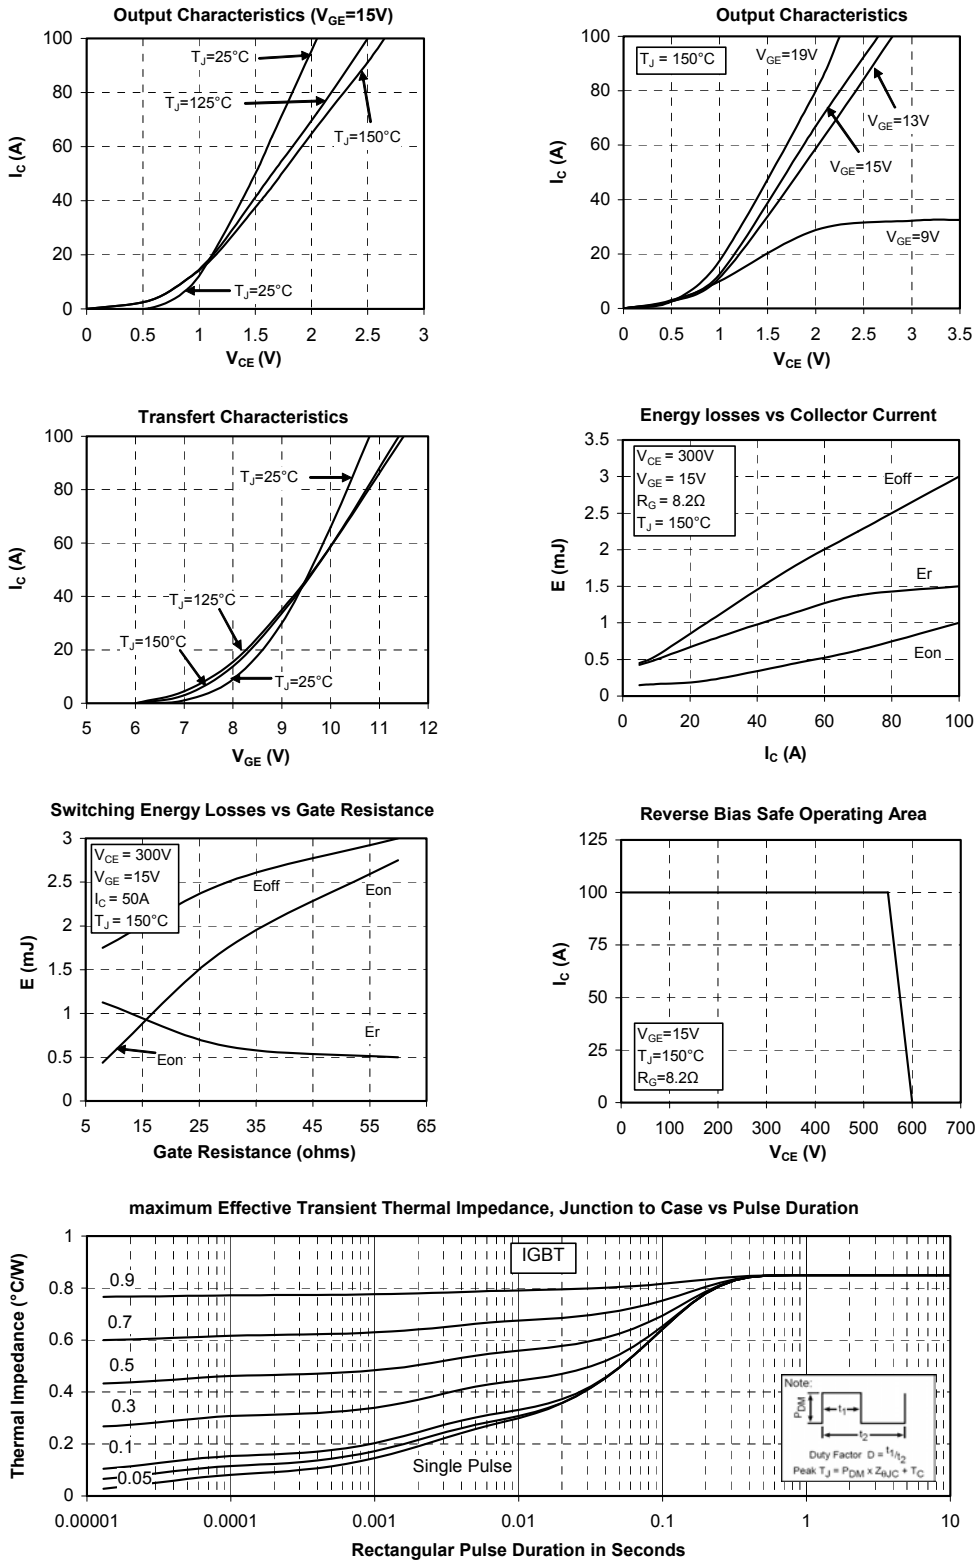 Output Characteristics (VGE=15V)
100
80
60
40
20
0
IC (A)
TJ=25°C
TJ=125°C
TJ=150°C
TJ=25°C
0 0.5 1 1.5 2 2.5 3
VCE (V)
Output Characteristics
100
80
60
40
20
0
IC (A)
TJ = 150°C
VGE=19V
VGE=13V
VGE=15V
VGE=9V
0 0.5 1 1.5 2 2.5 3 3.5
VCE (V)
Transfert Characteristics
100
80
60
40
20
0
IC (A)
TJ=25°C
TJ=125°C
TJ=150°C
TJ=25°C
5 6 7 8 9 10 11 12
VGE (V)
Energy losses vs Collector Current
3.5
3
2.5
2
1.5
1
0.5
0
E (mJ)
VCE = 300V
VGE = 15V
RG = 8.2Ω
TJ = 150°C
Eoff
Er
Eon
0 20 40 60 80 100
IC (A)
Switching Energy Losses vs Gate Resistance
3
2.5
2
1.5
1
0.5
0
E (mJ)
VCE = 300V
VGE =15V
IC = 50A
TJ = 150°C
Eoff
Eon
Er
Eon
5 15 25 35 45 55 65
Gate Resistance (ohms)
Reverse Bias Safe Operating Area
125
100
75
50
25
0
IC (A)
VGE=15V
TJ=150°C
RG=8.2Ω
0 100 200 300 400 500 600 700
VCE (V)
maximum Effective Transient Thermal Impedance, Junction to Case vs Pulse Duration
1
0.8
0.6
0.4
0.2
0
Thermal Impedance (°C/W)
IGBT
0.9
0.7
0.5
0.3
0.1
0.05
Single Pulse
Note:
PDM
t1
t2
Duty Factor D = t1/t2
Peak TJ = PDM x ZθJC + TC
0.00001 0.0001 0.001 0.01 0.1 1 10
Rectangular Pulse Duration in Seconds